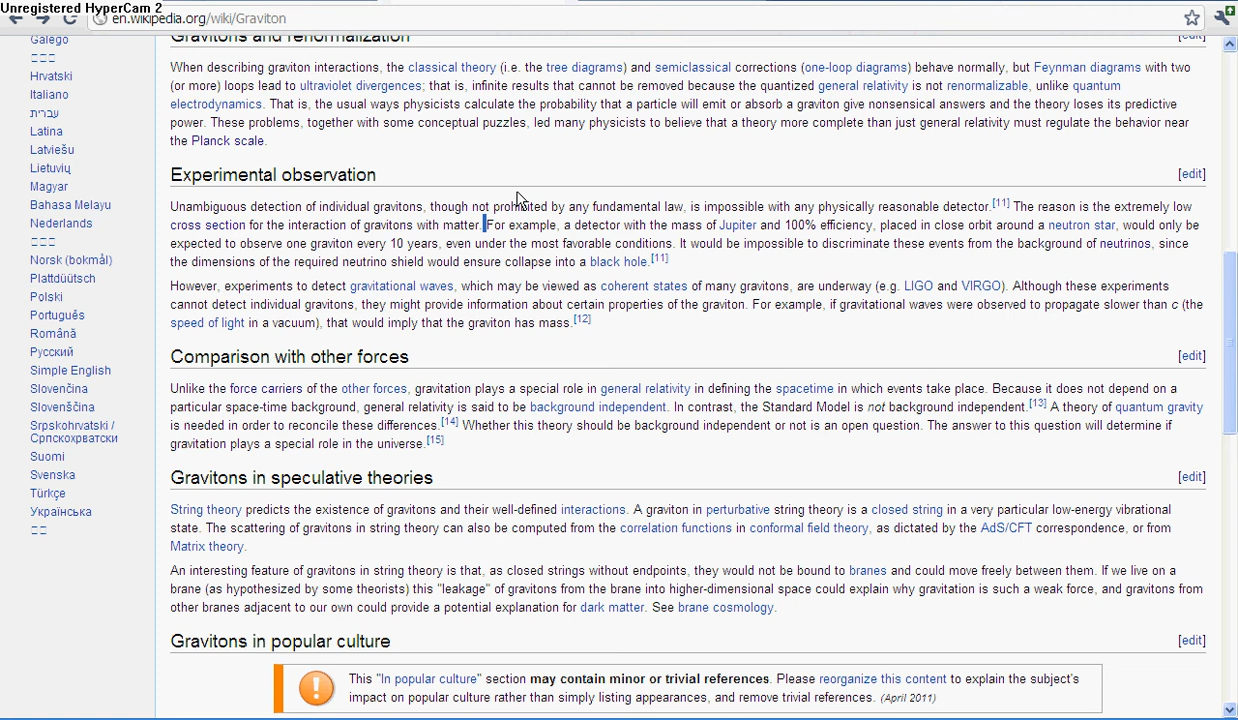 Unregistered HyperCam 2
en.wikipedia.org/wiki/Graviton
Galego
Hrvatski
Italiano
עברית
Latina
Latviešu
Lietuvių
Magyar
Bahasa Melayu
Nederlands
Norsk (bokmål)
Plattdüütsch
Polski
Português
Română
Русский
Simple English
Slovenčina
Slovenščina
Srpskohrvatski /
Српскохрватски
Suomi
Svenska
Türkçe
Українська
Gravitons and renormalization [edit]
When describing graviton interactions, the classical theory (i.e. the tree diagrams) and semiclassical corrections (one-loop diagrams) behave normally, but Feynman diagrams with two
(or more) loops lead to ultraviolet divergences; that is, infinite results that cannot be removed because the quantized general relativity is not renormalizable, unlike quantum
electrodynamics. That is, the usual ways physicists calculate the probability that a particle will emit or absorb a graviton give nonsensical answers and the theory loses its predictive
power. These problems, together with some conceptual puzzles, led many physicists to believe that a theory more complete than just general relativity must regulate the behavior near
the Planck scale.
Experimental observation [edit]
Unambiguous detection of individual gravitons, though not prohibited by any fundamental law, is impossible with any physically reasonable detector.[11] The reason is the extremely low
cross section for the interaction of gravitons with matter. For example, a detector with the mass of Jupiter and 100% efficiency, placed in close orbit around a neutron star, would only be
expected to observe one graviton every 10 years, even under the most favorable conditions. It would be impossible to discriminate these events from the background of neutrinos, since
the dimensions of the required neutrino shield would ensure collapse into a black hole.[11]
However, experiments to detect gravitational waves, which may be viewed as coherent states of many gravitons, are underway (e.g. LIGO and VIRGO). Although these experiments
cannot detect individual gravitons, they might provide information about certain properties of the graviton. For example, if gravitational waves were observed to propagate slower than c (the
speed of light in a vacuum), that would imply that the graviton has mass.[12]
Comparison with other forces [edit]
Unlike the force carriers of the other forces, gravitation plays a special role in general relativity in defining the spacetime in which events take place. Because it does not depend on a
particular space-time background, general relativity is said to be background independent. In contrast, the Standard Model is not background independent.[13] A theory of quantum gravity
is needed in order to reconcile these differences.[14] Whether this theory should be background independent or not is an open question. The answer to this question will determine if
gravitation plays a special role in the universe.[15]
Gravitons in speculative theories [edit]
String theory predicts the existence of gravitons and their well-defined interactions. A graviton in perturbative string theory is a closed string in a very particular low-energy vibrational
state. The scattering of gravitons in string theory can also be computed from the correlation functions in conformal field theory, as dictated by the AdS/CFT correspondence, or from
Matrix theory.
An interesting feature of gravitons in string theory is that, as closed strings without endpoints, they would not be bound to branes and could move freely between them. If we live on a
brane (as hypothesized by some theorists) this "leakage" of gravitons from the brane into higher-dimensional space could explain why gravitation is such a weak force, and gravitons from
other branes adjacent to our own could provide a potential explanation for dark matter. See brane cosmology.
Gravitons in popular culture [edit]
This "In popular culture" section may contain minor or trivial references. Please reorganize this content to explain the subject's
impact on popular culture rather than simply listing appearances, and remove trivial references. (April 2011)